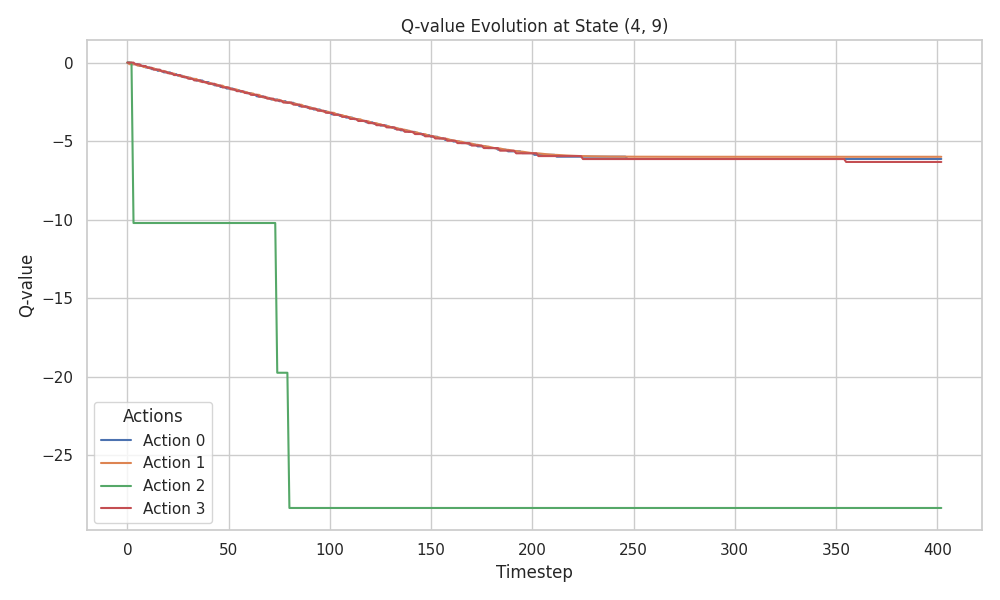 Q-value Evolution at State (4, 9)
0
−5
−10
−15
−20
−25
Q-value
Actions
Action 0
Action 1
Action 2
Action 3
0 50 100 150 200 250 300 350 400
Timestep